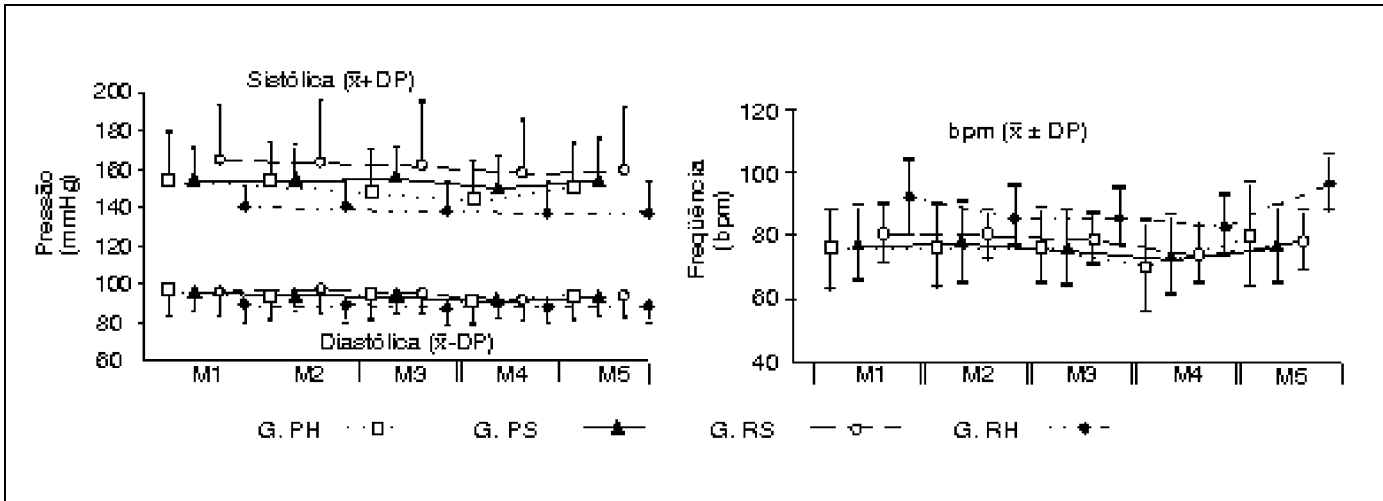 Sistólica (x̄+DP)
Pressão
(mmHg)
200
180
160
140
120
100
80
60
Diastólica (x̄-DP)
M1 M2 M3 M4 M5
bpm (x̄ ± DP)
Freqüência
(bpm)
120
100
80
60
40
M1 M2 M3 M4 M5
G. PH G. PS G. RS G. RH